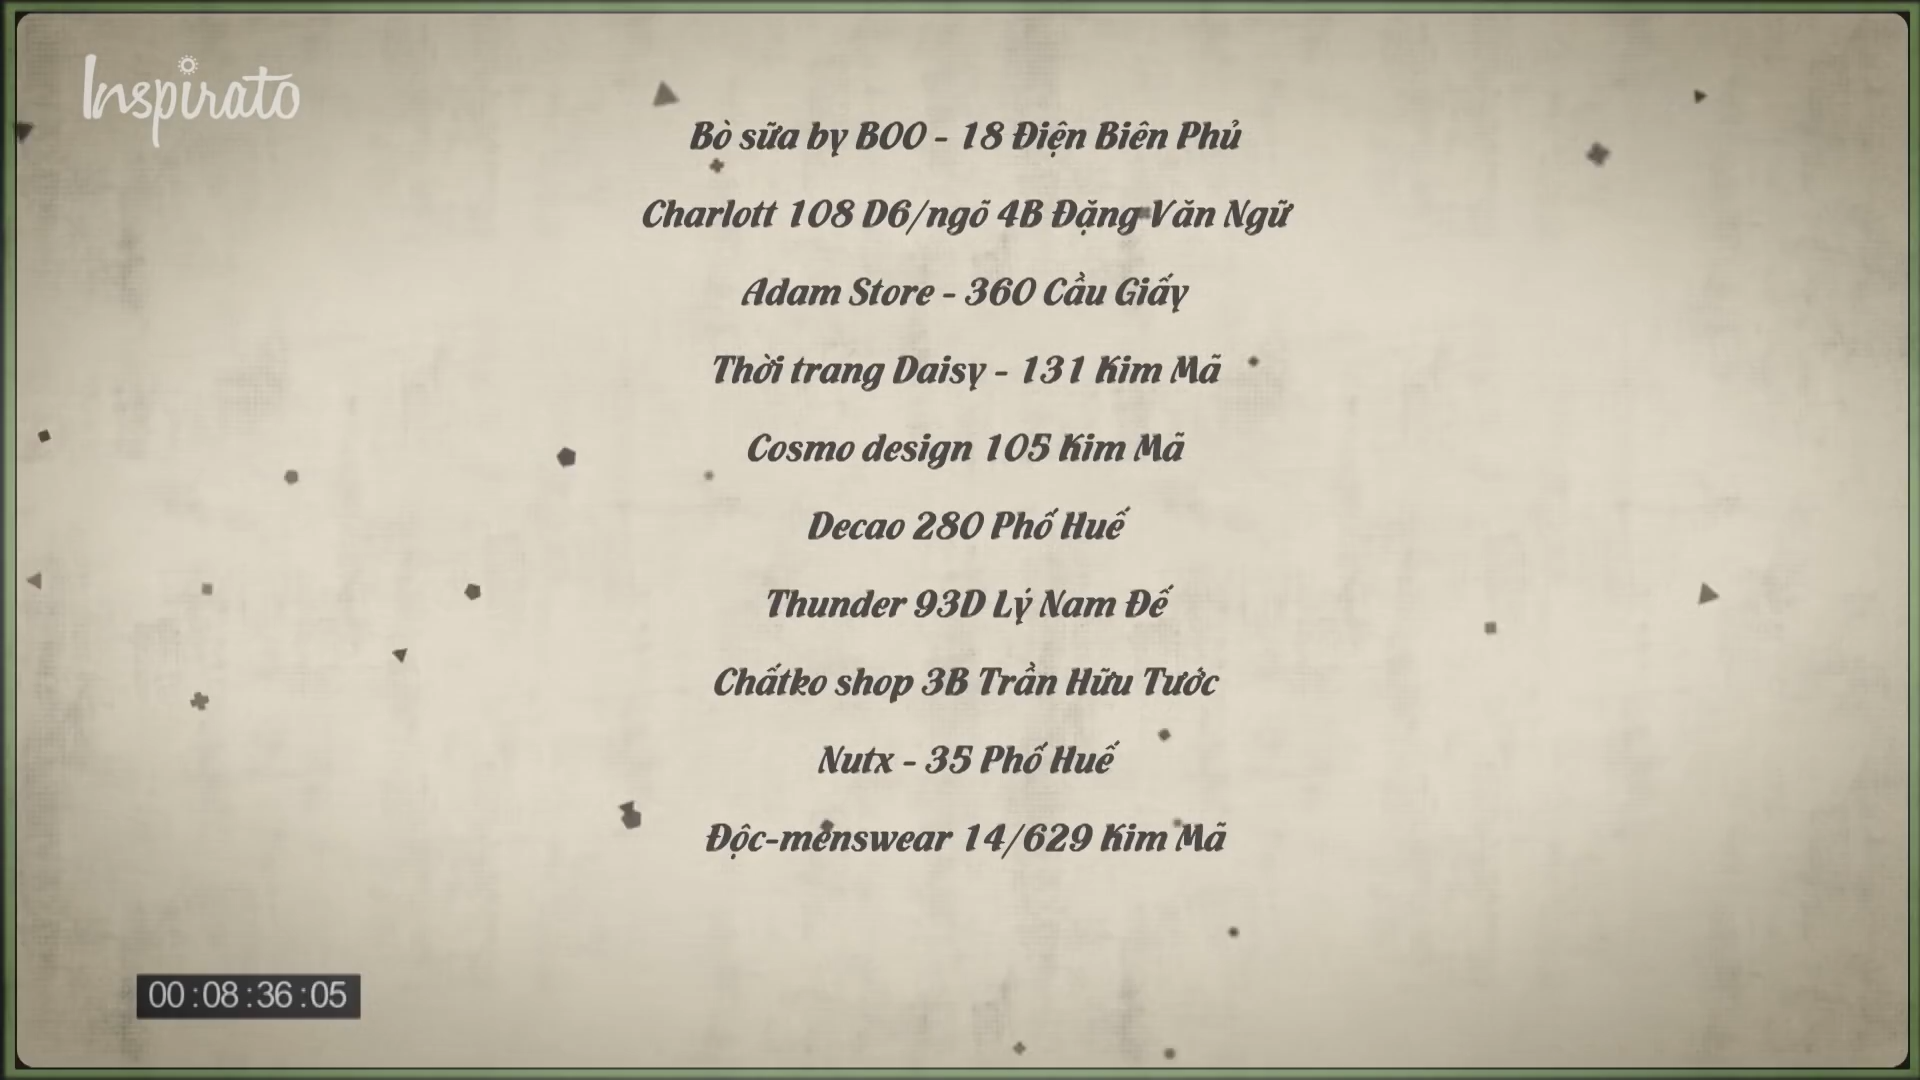 Inspirato
Bò sữa by BOO - 18 Điện Biên Phủ
Charlott 108 D6/ngõ 4B Đặng Văn Ngữ
Adam Store - 360 Cầu Giấy
Thời trang Daisy - 131 Kim Mã
Cosmo design 105 Kim Mã
Decao 280 Phố Huế
Thunder 93D Lý Nam Đế
Chấtko shop 3B Trần Hữu Tước
Nutx - 35 Phố Huế
Độc-menswear 14/629 Kim Mã
00:08:36:05